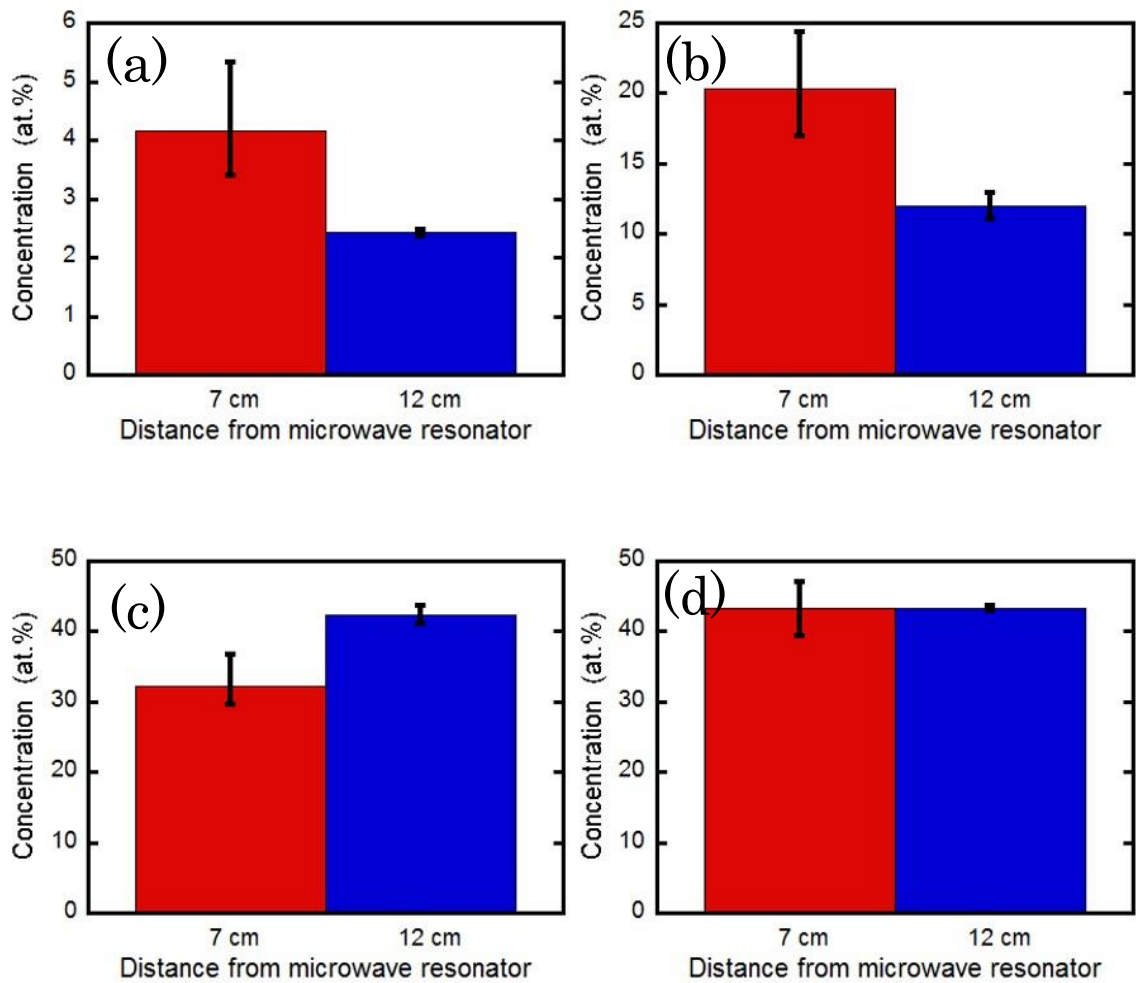 (a)
Concentration (at.%)
6
5
4
3
2
1
0
7 cm
12 cm
Distance from microwave resonator
(b)
Concentration (at.%)
25
20
15
10
5
0
7 cm
12 cm
Distance from microwave resonator
(c)
Concentration (at.%)
50
40
30
20
10
0
7 cm
12 cm
Distance from microwave resonator
(d)
Concentration (at.%)
50
40
30
20
10
0
7 cm
12 cm
Distance from microwave resonator